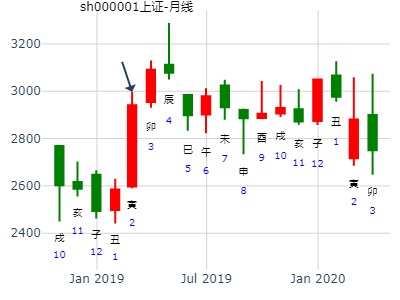 sh000001上证-月线
3200
3000
2800
2600
2400
戌
10
亥
11
子
12
丑
1
寅
2
卯
3
辰
4
巳
5
午
6
未
7
申
8
酉
9
戌
10
亥
11
子
12
丑
1
寅
2
卯
3
Jan 2019
Jul 2019
Jan 2020